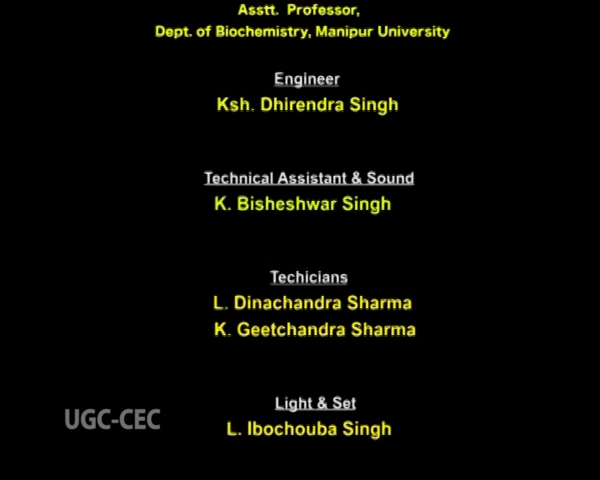 Asstt. Professor,
Dept. of Biochemistry, Manipur University
Engineer
Ksh. Dhirendra Singh
Technical Assistant & Sound
K. Bisheshwar Singh
Techicians
L. Dinachandra Sharma
K. Geetchandra Sharma
Light & Set
UGC-CEC
L. Ibochouba Singh